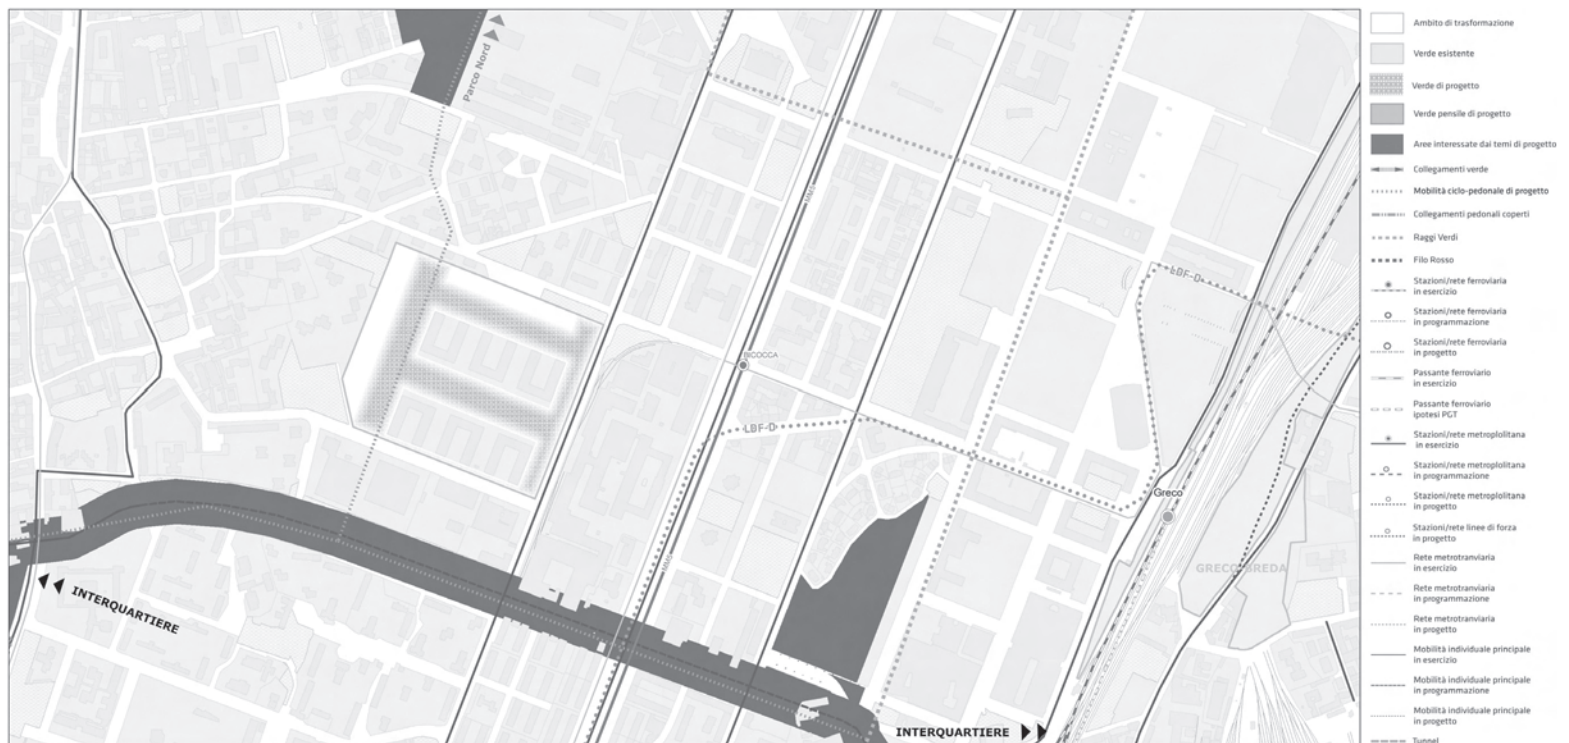 Parco Nord
MM5
BICOCCA
LBF-D
LBF-D
MM5
Greco
GRECO-BREDA
INTERQUARTIERE
INTERQUARTIERE
Ambito di trasformazione
Verde esistente
Verde di progetto
Verde pensile di progetto
Aree interessate dai temi di progetto
Collegamenti verde
Mobilità ciclo-pedonale di progetto
Collegamenti pedonali coperti
Raggi Verdi
Filo Rosso
Stazioni/rete ferroviaria
in esercizio
Stazioni/rete ferroviaria
in programmazione
Stazioni/rete ferroviaria
in progetto
Passante ferroviario
in esercizio
Passante ferroviario
ipotesi PGT
Stazioni/rete metroplolitana
in esercizio
Stazioni/rete metroplolitana
in programmazione
Stazioni/rete metroplolitana
in progetto
Stazioni/rete linee di forza
in progetto
Rete metrotranviaria
in esercizio
Rete metrotranviaria
in programmazione
Rete metrotranviaria
in progetto
Mobilità individuale principale
in esercizio
Mobilità individuale principale
in programmazione
Mobilità individuale principale
in progetto
Tunnel